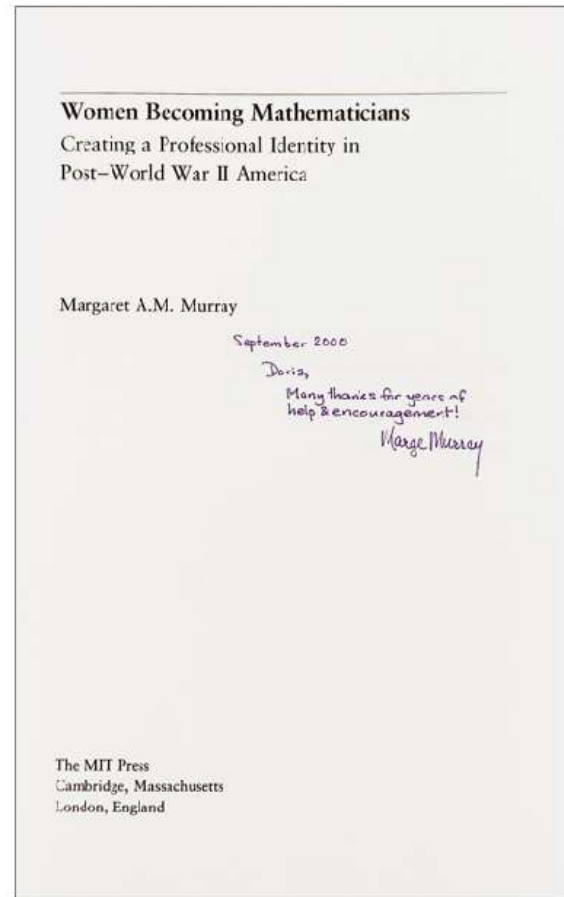 Women Becoming Mathematicians
Creating a Professional Identity in
Post–World War II America
Margaret A.M. Murray
September 2000
Doris,
Many thanks for years of
help & encouragement!
Marge Murray
The MIT Press
Cambridge, Massachusetts
London, England